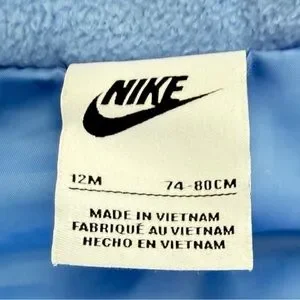 NIKE
12M 74-80CM
MADE IN VIETNAM
FABRIQUÉ AU VIETNAM
HECHO EN VIETNAM